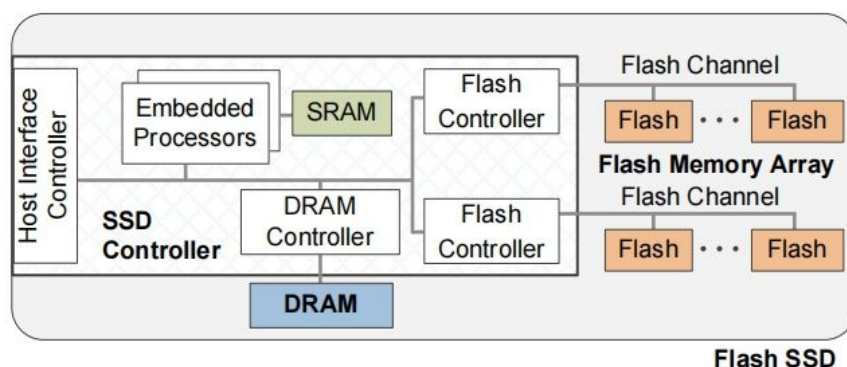 Host Interface
Controller
Embedded
Processors
SRAM
SSD
Controller
DRAM
Controller
DRAM
Flash
Controller
Flash
Controller
Flash Channel
Flash ··· Flash
Flash Memory Array
Flash Channel
Flash ··· Flash
Flash SSD